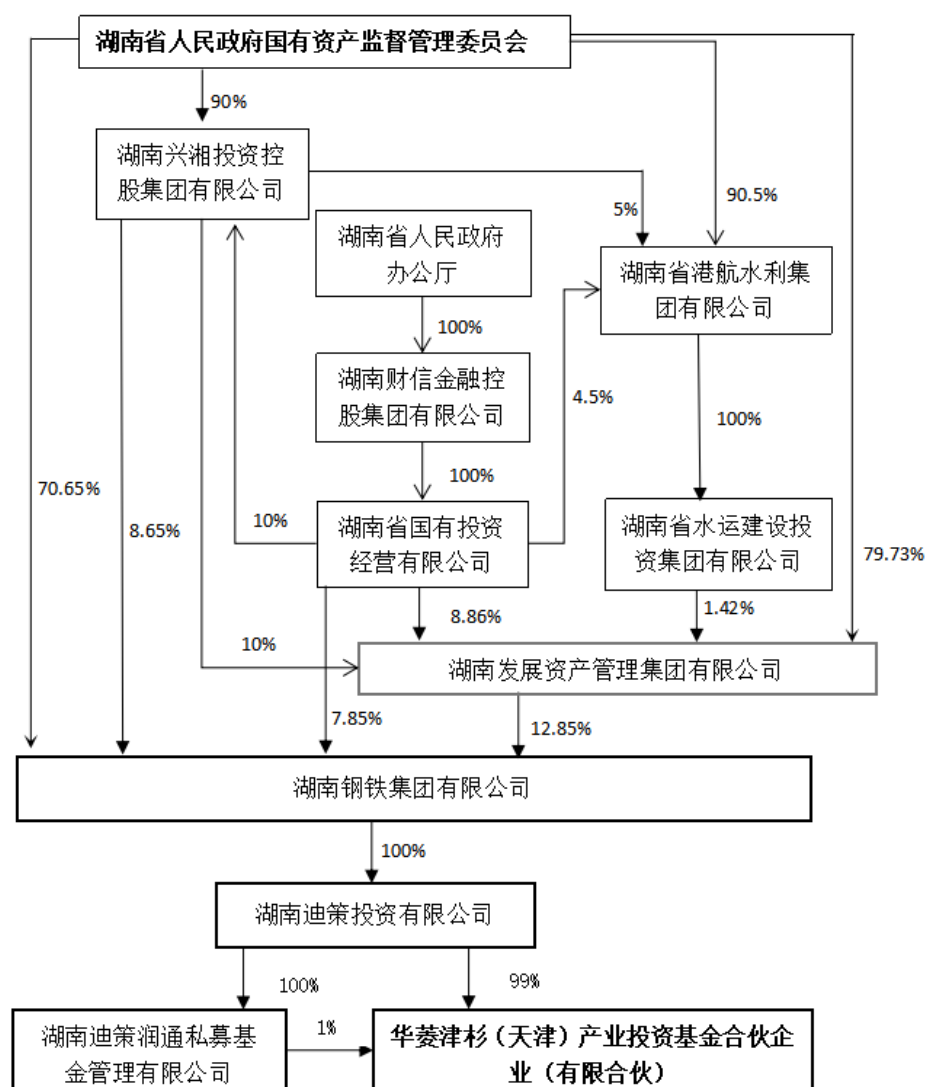 湖南省人民政府国有资产监督管理委员会
90%
湖南兴湘投资控
股集团有限公司
5%
90.5%
湖南省人民政府
办公厅
湖南省港航水利集
团有限公司
100%
湖南财信金融控
股集团有限公司
4.5%
100%
70.65%
8.65%
100%
10%
湖南省国有投资
经营有限公司
湖南省水运建设投
资集团有限公司
79.73%
8.86%
1.42%
10%
湖南发展资产管理集团有限公司
7.85%
12.85%
湖南钢铁集团有限公司
100%
湖南迪策投资有限公司
100%
99%
湖南迪策润通私募基
金管理有限公司
1%
华菱津杉（天津）产业投资基金合伙企
业（有限合伙）